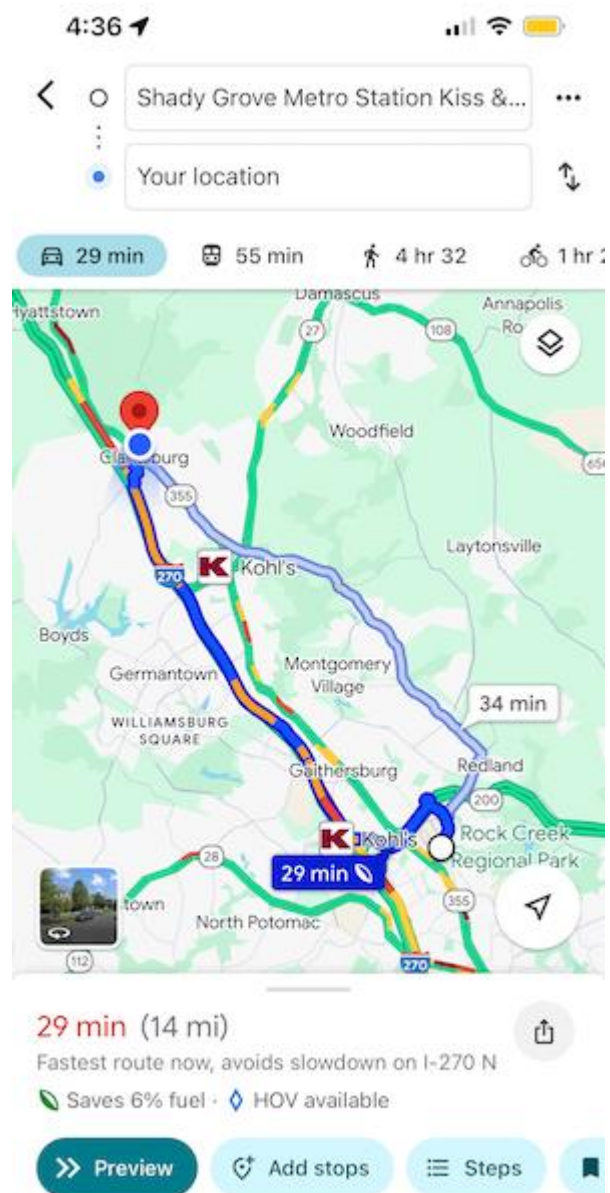 4:36
Shady Grove Metro Station Kiss &...
Your location
29 min
55 min
4 hr 32
1 hr
Damascus
Annapolis
Hyattstown
27
108
Woodfield
656
355
Laytonsville
270
K Kohl's
Boyds
Germantown
Montgomery
Village
34 min
WILLIAMSBURG
SQUARE
Gaithersburg
Redland
200
K Kohl's
Rock Creek
Regional Park
28
29 min
355
North Potomac
112
270
29 min (14 mi)
Fastest route now, avoids slowdown on I-270 N
Saves 6% fuel · HOV available
Preview
Add stops
Steps